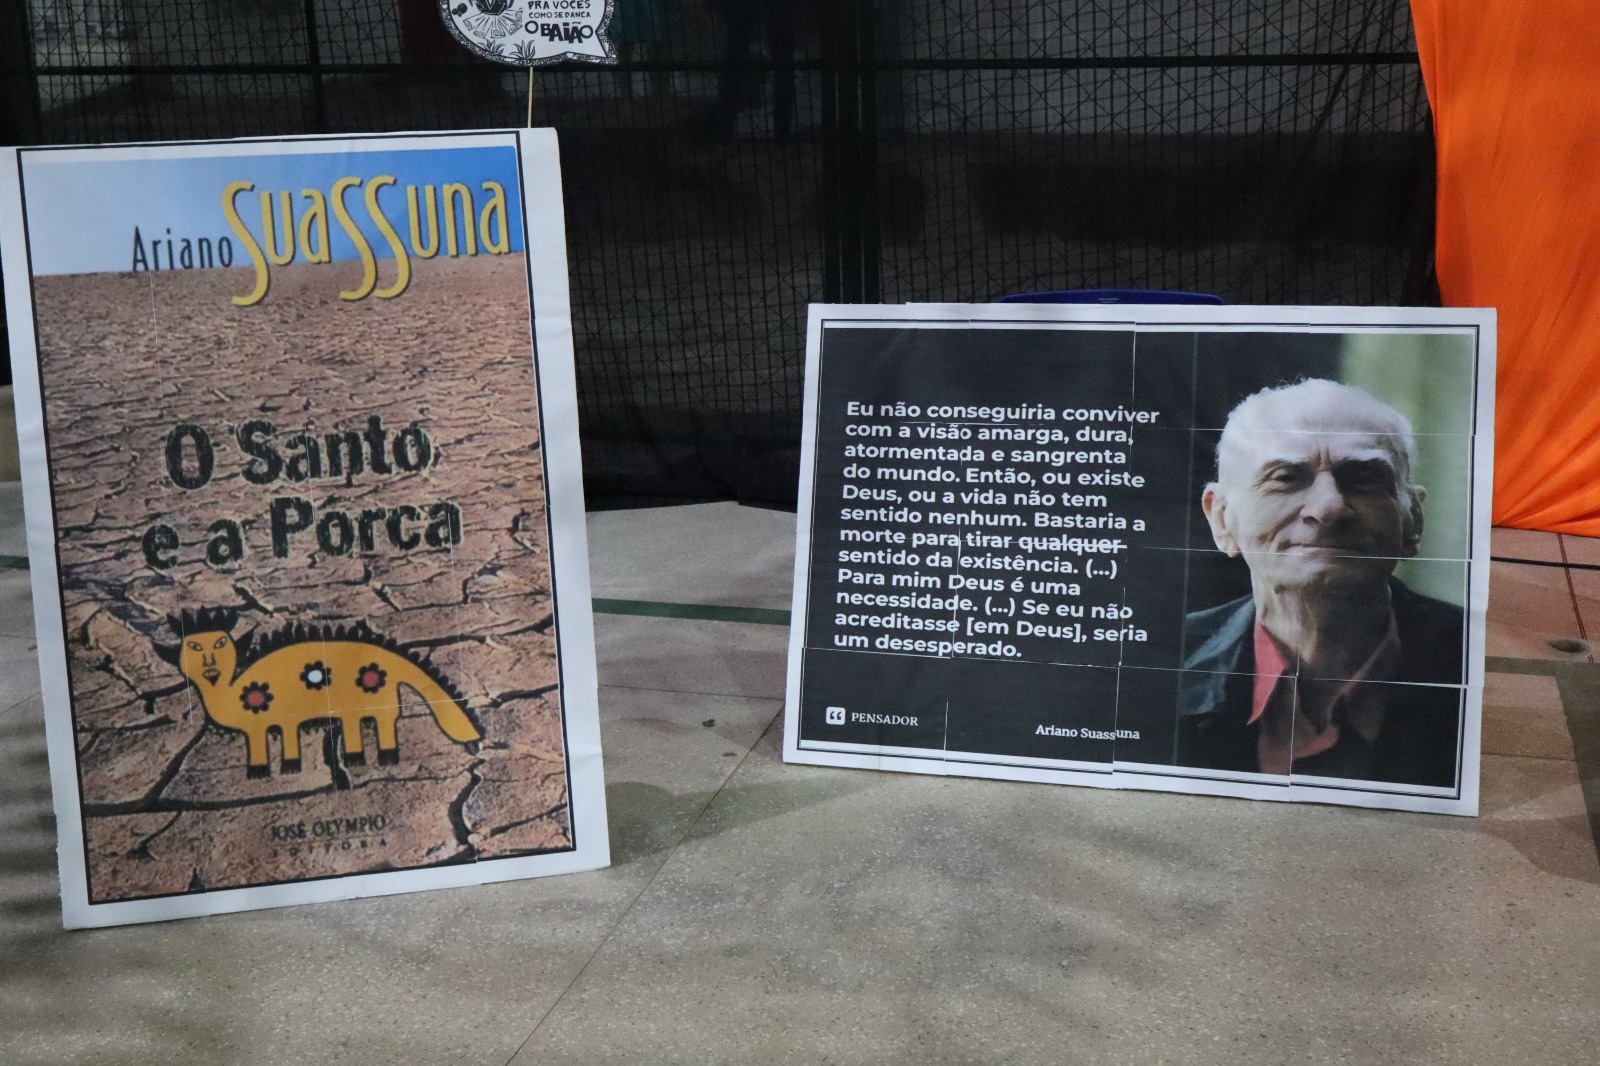 PRA VOCÊS
COMO SE DANÇA
O BAIÃO
Ariano Suassuna
O Santo
e a Porca
JOSÉ OLYMPIO
EDITORA
Eu não conseguiria conviver
com a visão amarga, dura,
atormentada e sangrenta
do mundo. Então, ou existe
Deus, ou a vida não tem
sentido nenhum. Bastaria a
morte para tirar qualquer
sentido da existência. (...)
Para mim Deus é uma
necessidade. (...) Se eu não
acreditasse [em Deus], seria
um desesperado.
PENSADOR
Ariano Suassuna